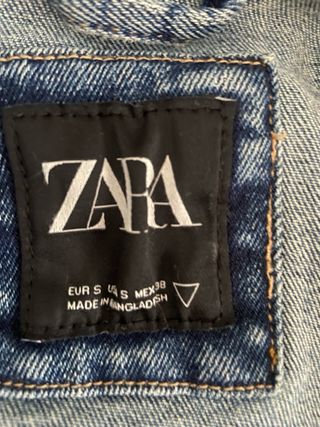 ZARA
EUR S USA S MEX 38
MADE IN BANGLADESH